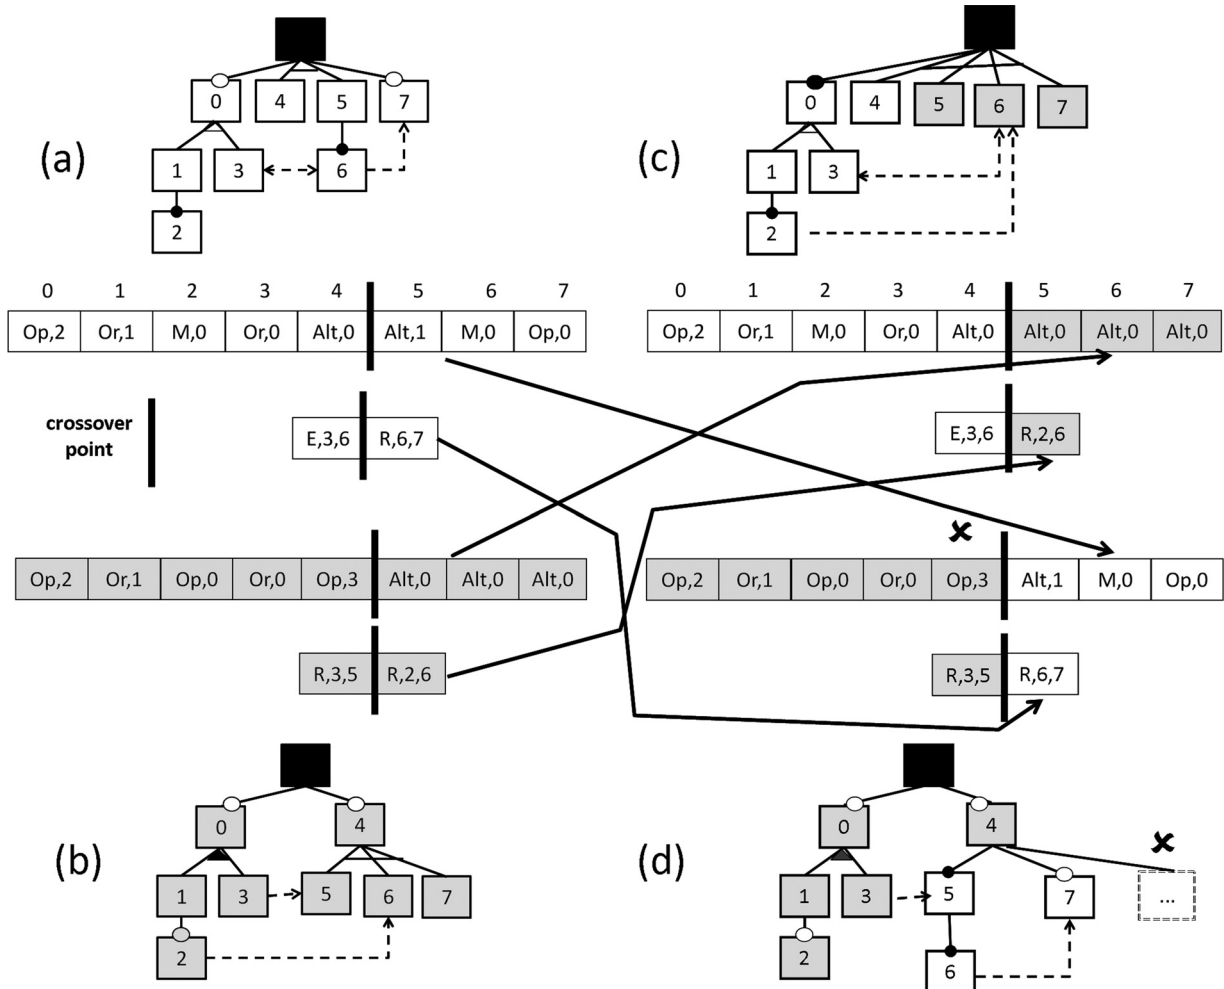 0 4 5 7
(a)
1 3 6
2
0 4 5 6 7
(c)
1 3
2
0 1 2 3 4 5 6 7
Op,2 Or,1 M,0 Or,0 Alt,0 Alt,1 M,0 Op,0
0 1 2 3 4 5 6 7
Op,2 Or,1 M,0 Or,0 Alt,0 Alt,0 Alt,0 Alt,0
crossover
point
E,3,6 R,6,7
E,3,6 R,2,6
Op,2 Or,1 Op,0 Or,0 Op,3 Alt,0 Alt,0 Alt,0
Op,2 Or,1 Op,0 Or,0 Op,3 Alt,1 M,0 Op,0
R,3,5 R,2,6
R,3,5 R,6,7
0 4
(b)
1 3 5 6 7
2
0 4
(d)
1 3 5 7 ...
2 6